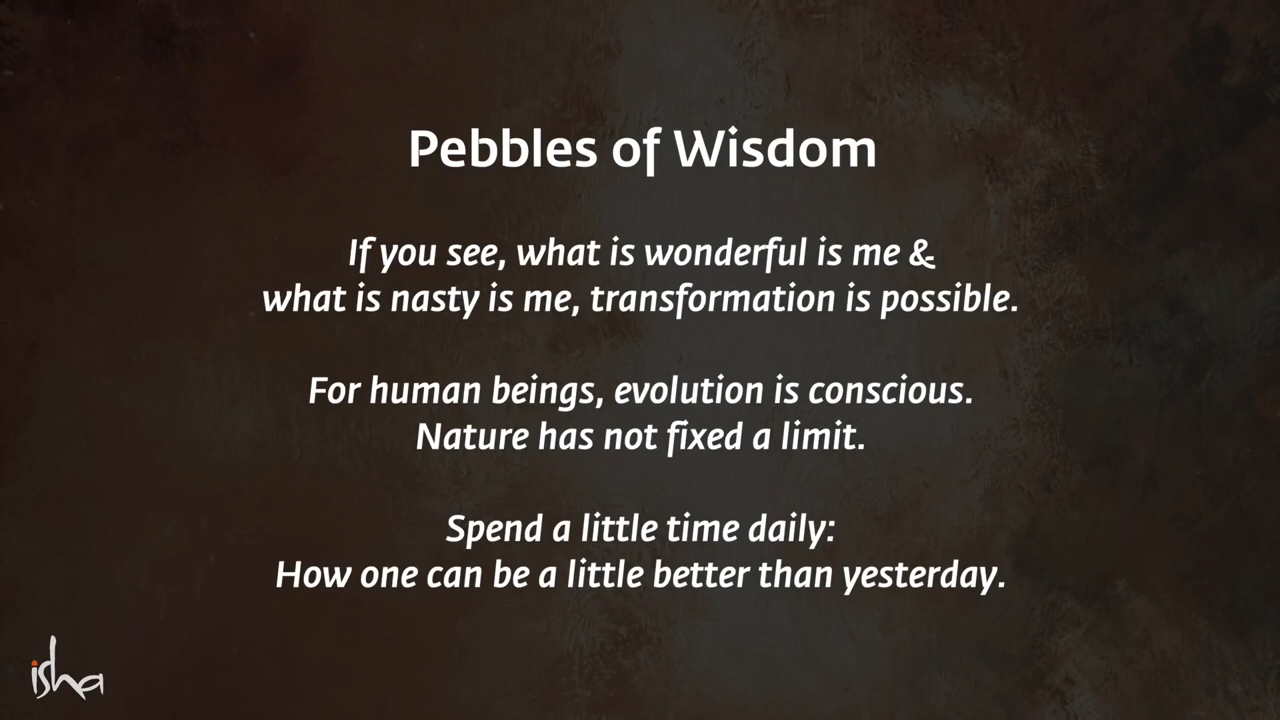 Pebbles of Wisdom
If you see, what is wonderful is me &
what is nasty is me, transformation is possible.
For human beings, evolution is conscious.
Nature has not fixed a limit.
Spend a little time daily:
How one can be a little better than yesterday.
isha